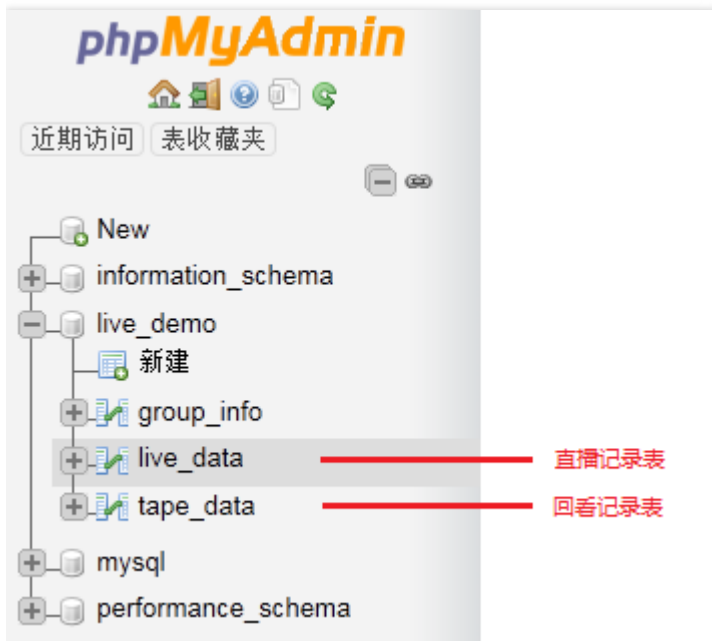 phpMyAdmin
近期访问 表收藏夹
New
information_schema
live_demo
新建
group_info
live_data 直播记录表
tape_data 回看记录表
mysql
performance_schema